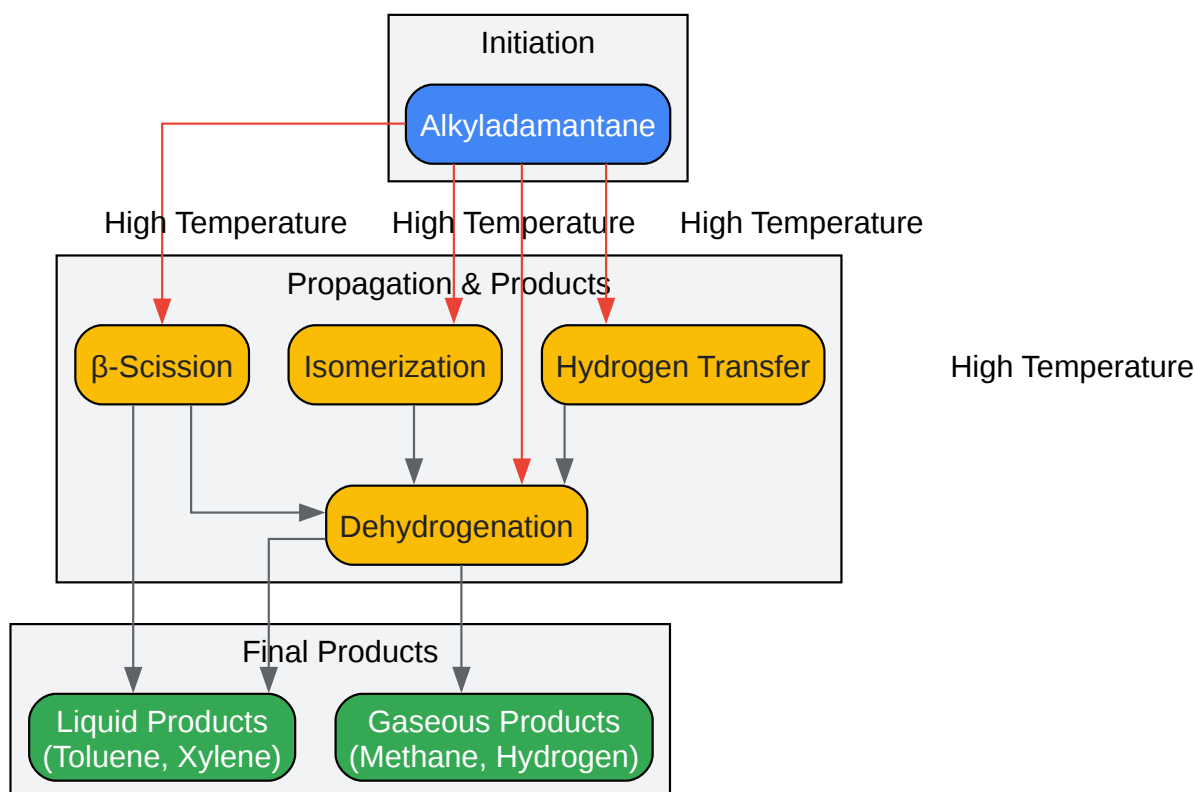 Initiation
Alkyladamantane
High Temperature
High Temperature
High Temperature
Propagation & Products
β-Scission
Isomerization
Hydrogen Transfer
High Temperature
Dehydrogenation
Final Products
Liquid Products
(Toluene, Xylene)
Gaseous Products
(Methane, Hydrogen)